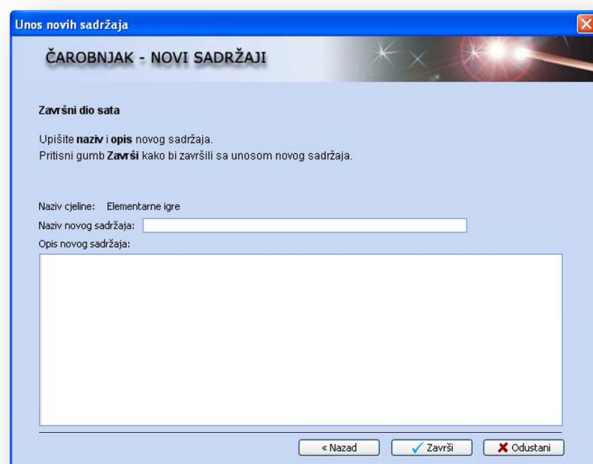 Unos novih sadržaja
ČAROBNJAK - NOVI SADRŽAJI
Završni dio sata
Upišite naziv i opis novog sadržaja.
Pritisni gumb Završi kako bi završili sa unosom novog sadržaja.
Naziv cjeline: Elementarne igre
Naziv novog sadržaja:
Opis novog sadržaja:
« Nazad Završi Odustani